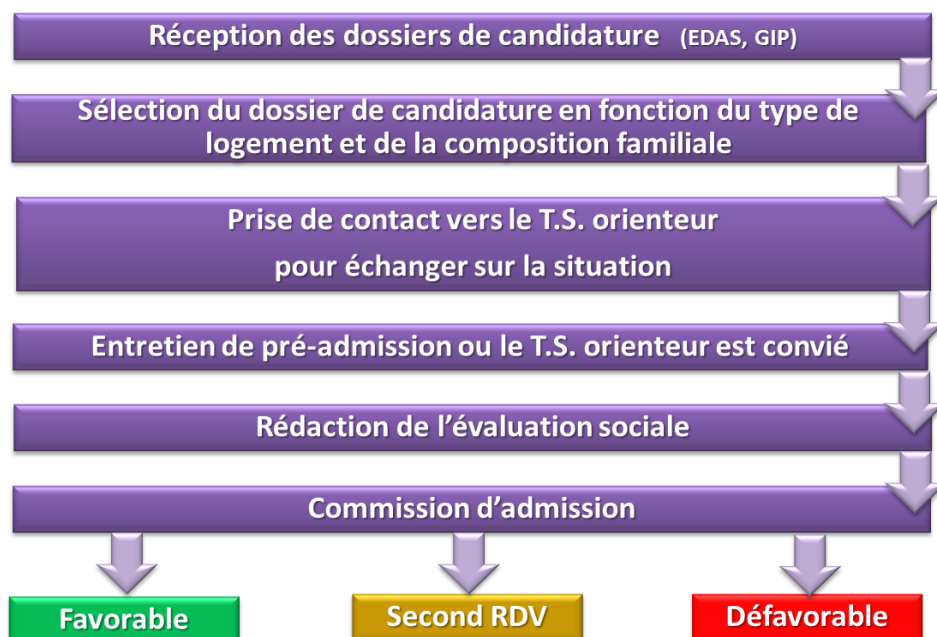 Réception des dossiers de candidature (EDAS, GIP)
Sélection du dossier de candidature en fonction du type de
logement et de la composition familiale
Prise de contact vers le T.S. orienteur
pour échanger sur la situation
Entretien de pré-admission ou le T.S. orienteur est convié
Rédaction de l’évaluation sociale
Commission d’admission
Favorable
Second RDV
Défavorable